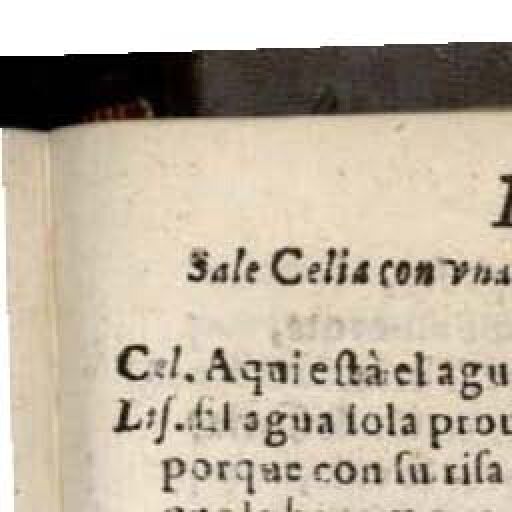 Sale Celia con vna
Cel. Aqui està el agu
Lis. El agua sola prou
porque con su risa